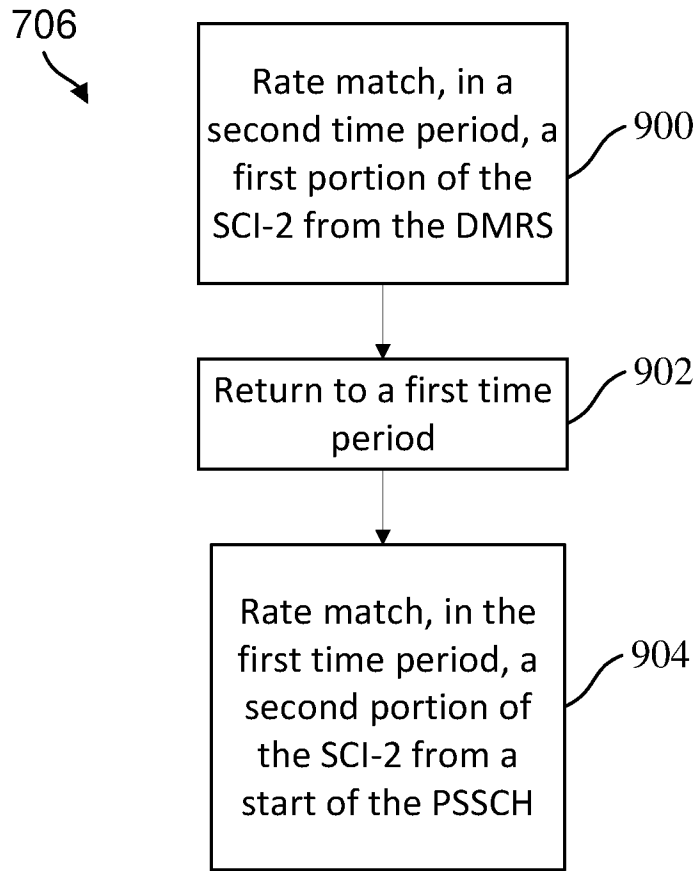 706
Rate match, in a
second time period, a
first portion of the
SCI-2 from the DMRS
900
Return to a first time
period
902
Rate match, in the
first time period, a
second portion of
the SCI-2 from a
start of the PSSCH
904